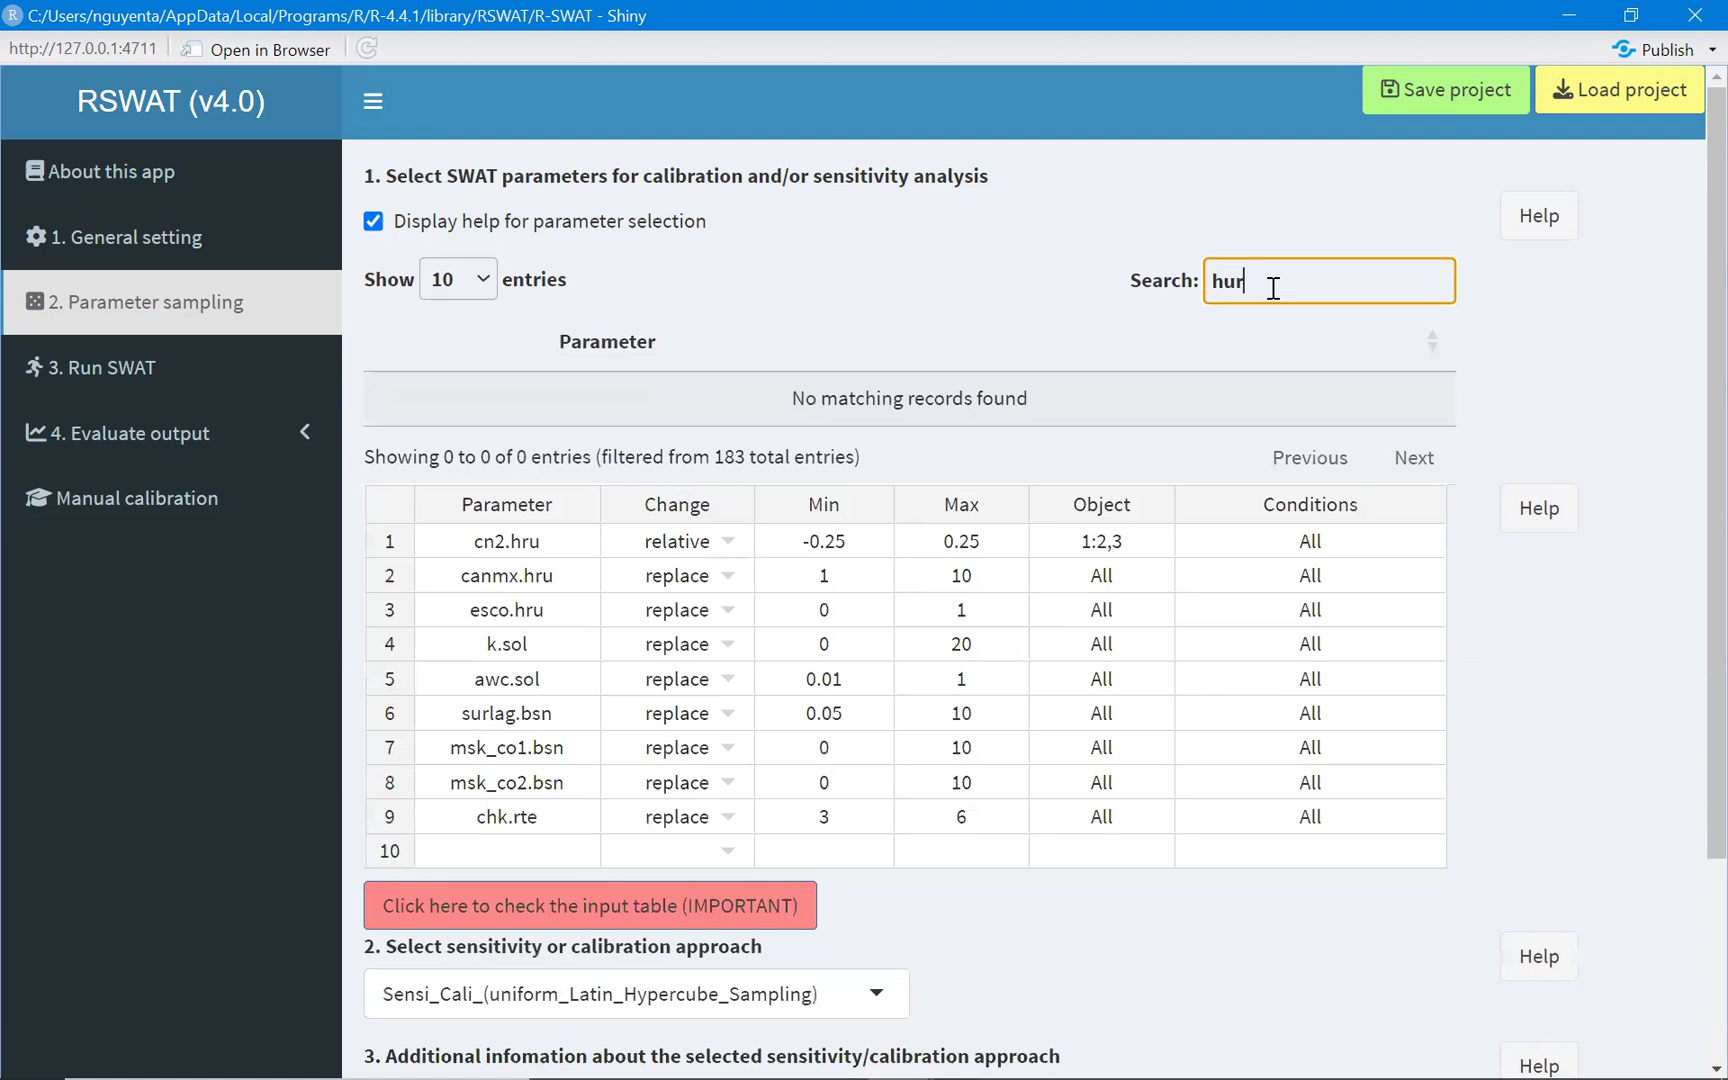 C:/Users/nguyenta/AppData/Local/Programs/R/R-4.4.1/library/RSWAT/R-SWAT - Shiny
http://127.0.0.1:4711 Open in Browser Publish
RSWAT (v4.0) Save project Load project
About this app
1. General setting
2. Parameter sampling
3. Run SWAT
4. Evaluate output
Manual calibration
1. Select SWAT parameters for calibration and/or sensitivity analysis
Display help for parameter selection
Help
Show 10 entries Search: hur
Parameter
No matching records found
Showing 0 to 0 of 0 entries (filtered from 183 total entries) Previous Next
Parameter Change Min Max Object Conditions
Help
1 cn2.hru relative -0.25 0.25 1:2,3 All
2 canmx.hru replace 1 10 All All
3 esco.hru replace 0 1 All All
4 k.sol replace 0 20 All All
5 awc.sol replace 0.01 1 All All
6 surlag.bsn replace 0.05 10 All All
7 msk_co1.bsn replace 0 10 All All
8 msk_co2.bsn replace 0 10 All All
9 chk.rte replace 3 6 All All
10
Click here to check the input table (IMPORTANT)
2. Select sensitivity or calibration approach
Help
Sensi_Cali_(uniform_Latin_Hypercube_Sampling)
3. Additional infomation about the selected sensitivity/calibration approach
Help